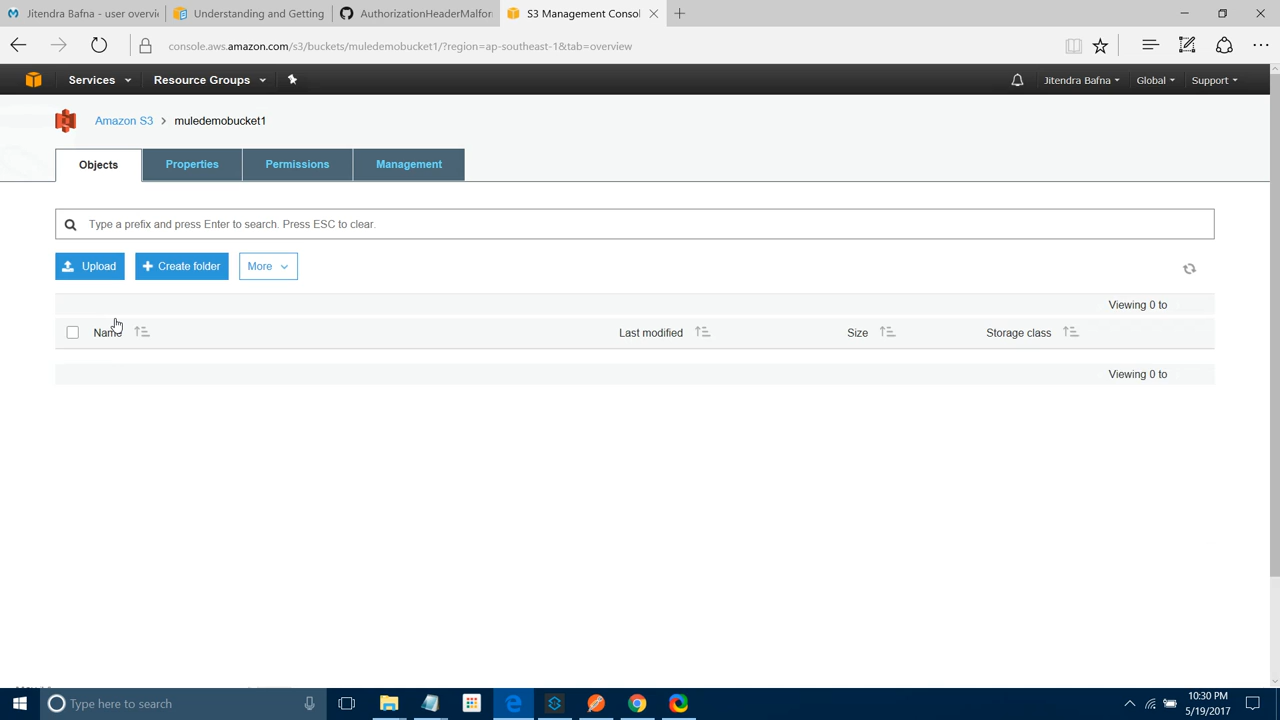 Jitendra Bafna - user overvi
Understanding and Getting
AuthorizationHeaderMalforn
S3 Management Consol
console.aws.amazon.com/s3/buckets/muledemobucket1/?region=ap-southeast-1&tab=overview
Services
Resource Groups
Jitendra Bafna
Global
Support
Amazon S3 > muledemobucket1
Objects
Properties
Permissions
Management
Type a prefix and press Enter to search. Press ESC to clear.
Upload
+ Create folder
More
Viewing 0 to
Name
Last modified
Size
Storage class
Viewing 0 to
Type here to search
10:30 PM
5/19/2017